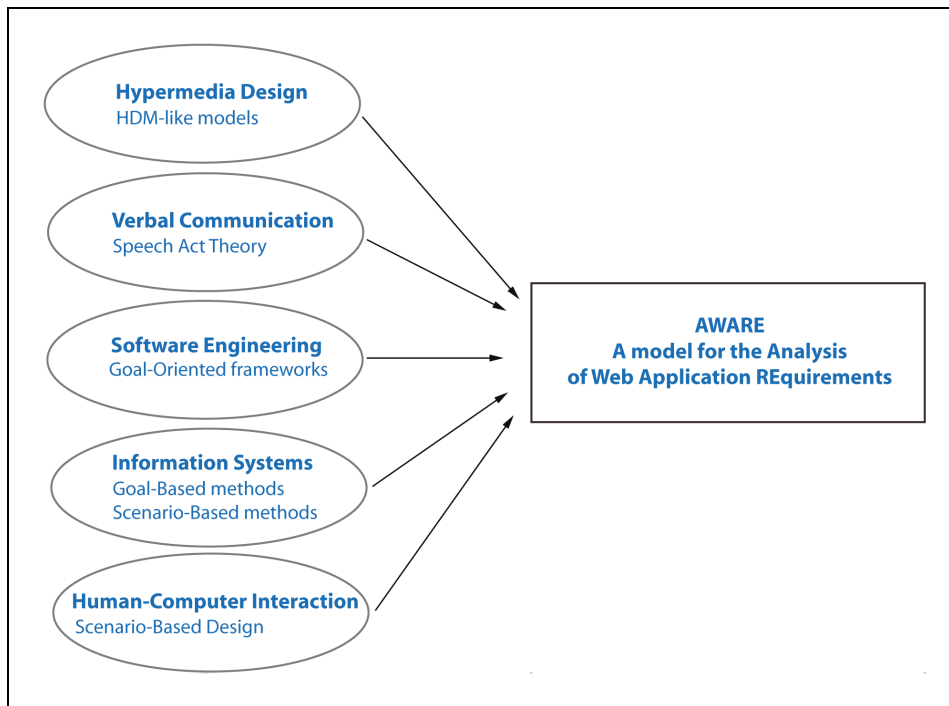 Hypermedia Design
HDM-like models
Verbal Communication
Speech Act Theory
Software Engineering
Goal-Oriented frameworks
Information Systems
Goal-Based methods
Scenario-Based methods
Human-Computer Interaction
Scenario-Based Design
AWARE
A model for the Analysis
of Web Application REquirements